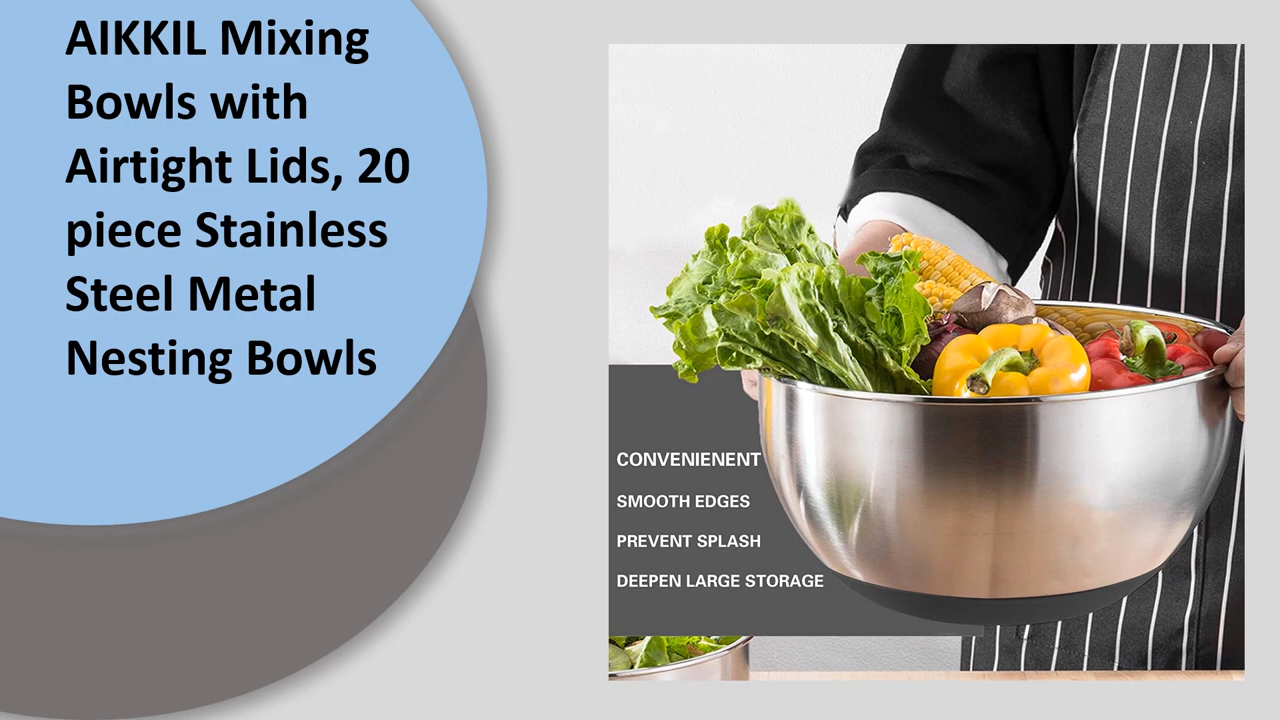 AIKKIL Mixing
Bowls with
Airtight Lids, 20
piece Stainless
Steel Metal
Nesting Bowls
CONVENIENENT
SMOOTH EDGES
PREVENT SPLASH
DEEPEN LARGE STORAGE